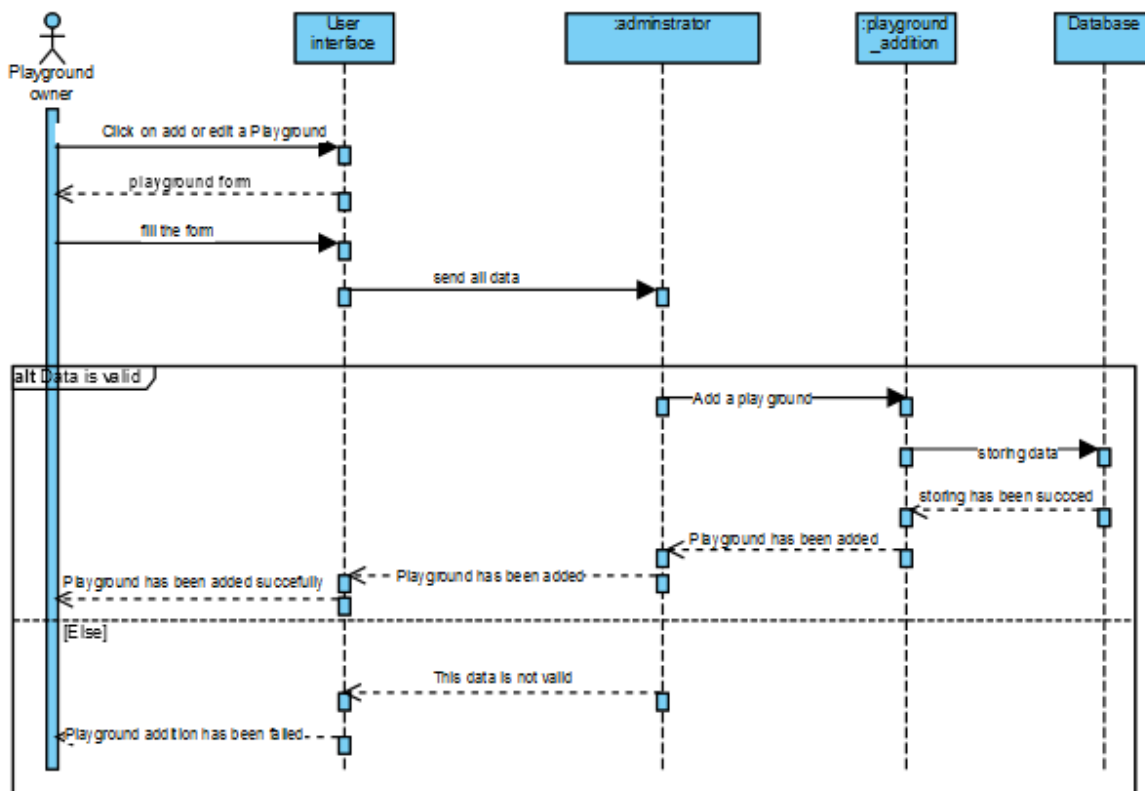 User
interface
:adminstrator
:playground
_addition
Database
Playground
owner
Click on add or edit a Playground
playground form
fill the form
send all data
alt Data is valid
Add a playground
storing data
storing has been succced
Playground has been added
Playground has been added
Playground has been added succefully
[Else]
This data is not valid
Playground addition has been failed